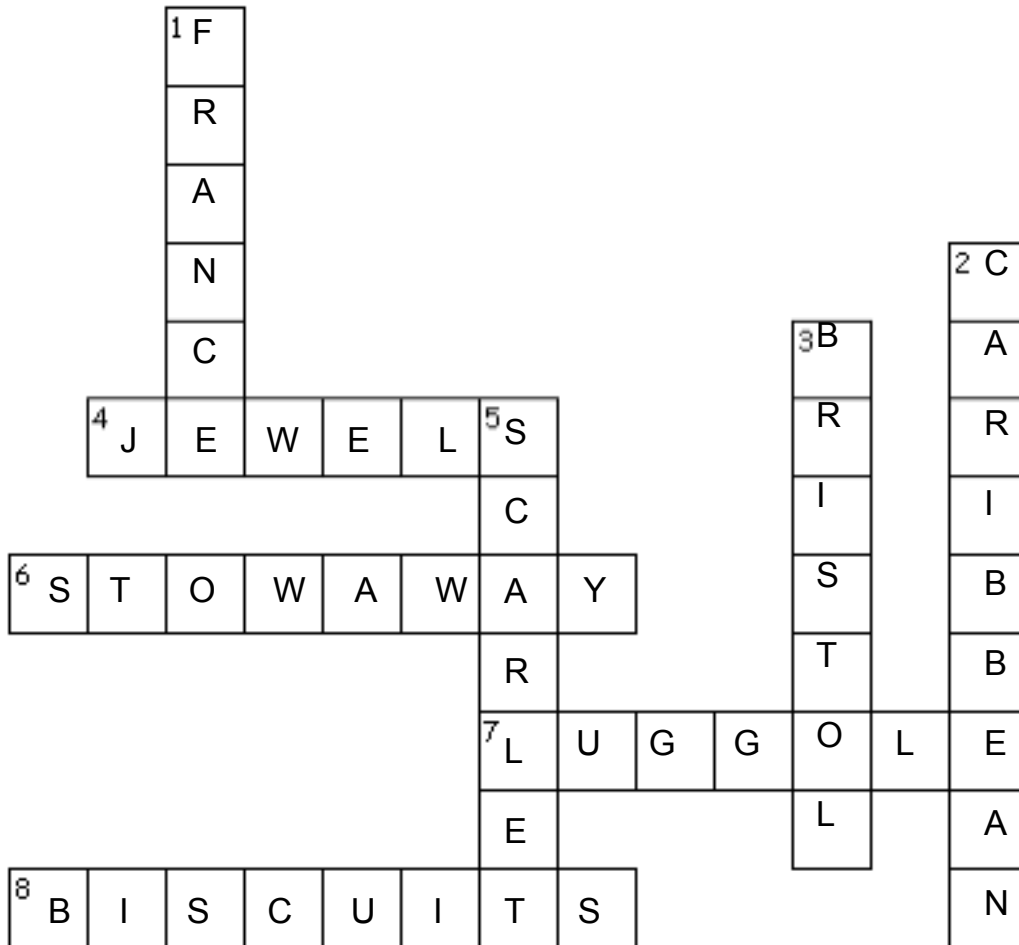 1 F
R
A
N 2 C
C 3 B A
4 J E W E L 5 S R R
C I I
6 S T O W A W A Y S B
R T B
7 L U G G O L E
E L A
8 B I S C U I T S N